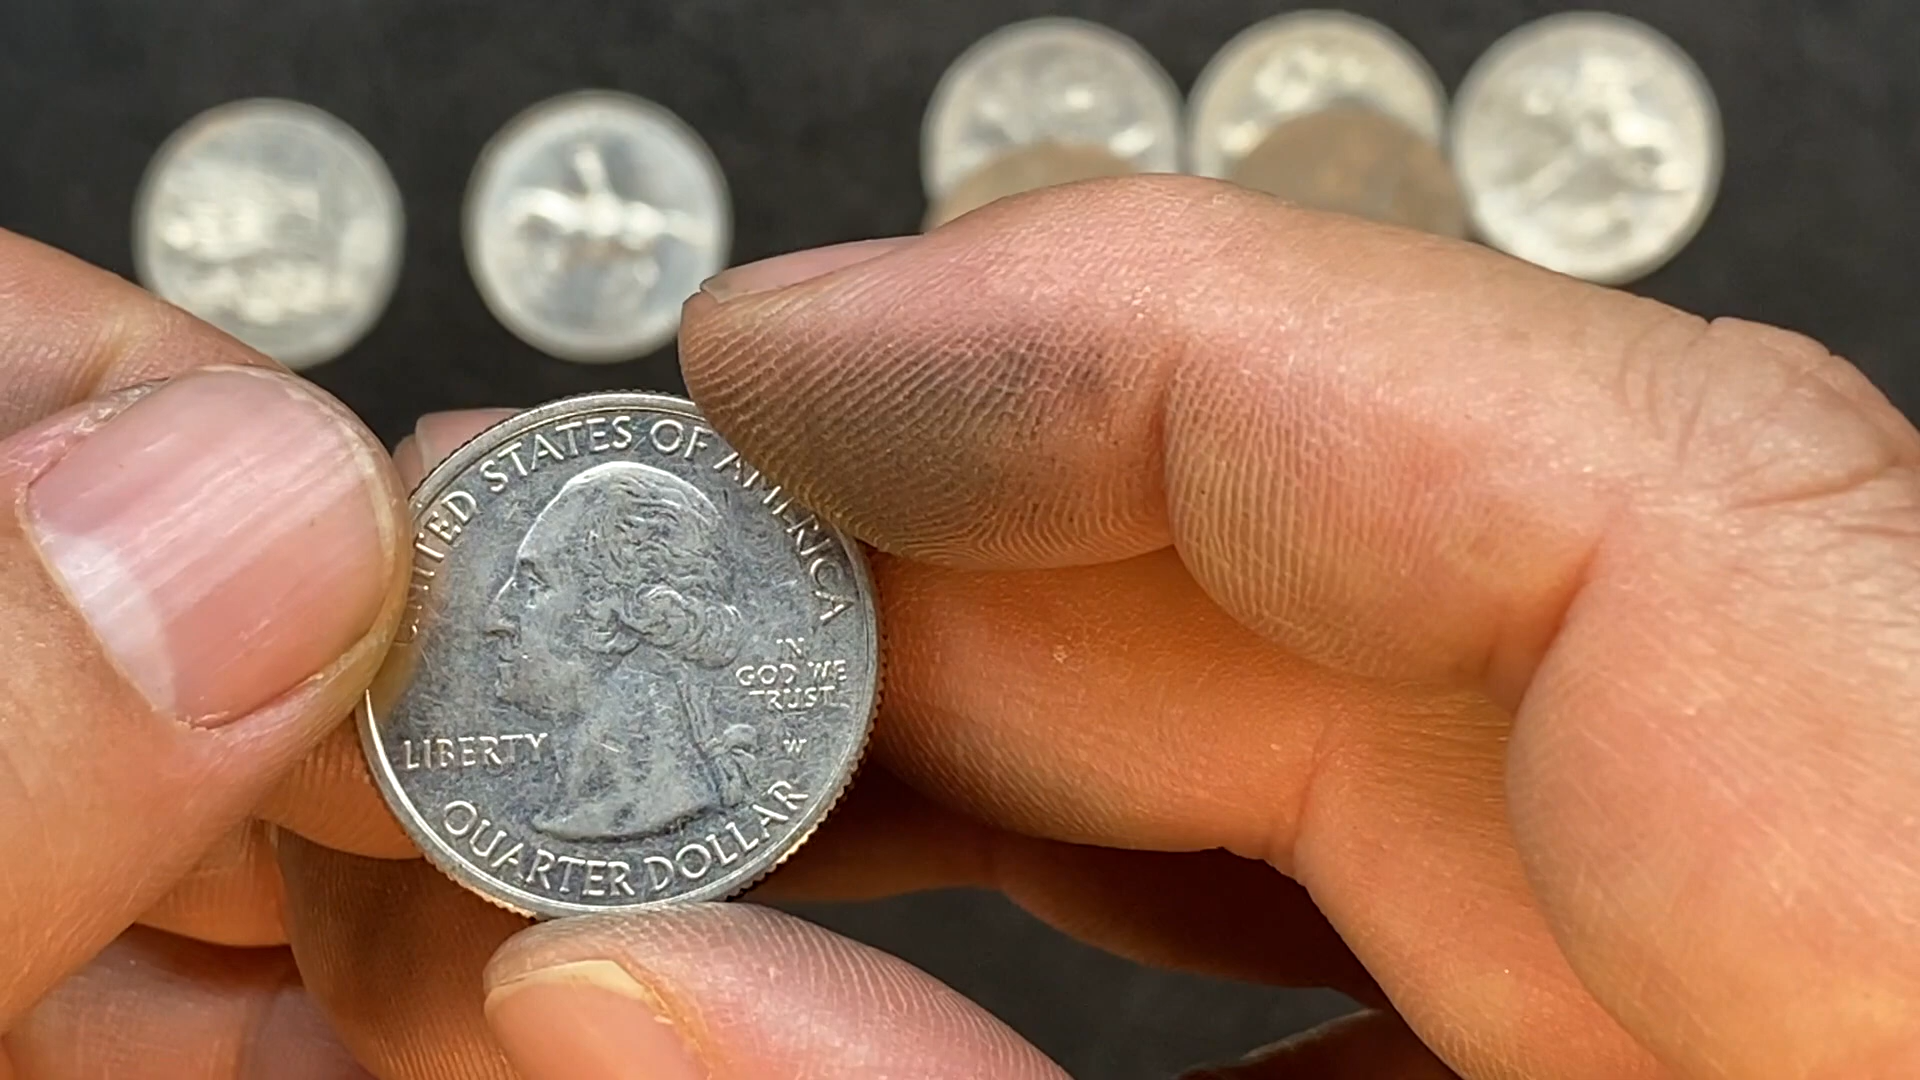 UNITED STATES OF AMERICA
IN
GOD WE
TRUST
LIBERTY
W
QUARTER DOLLAR